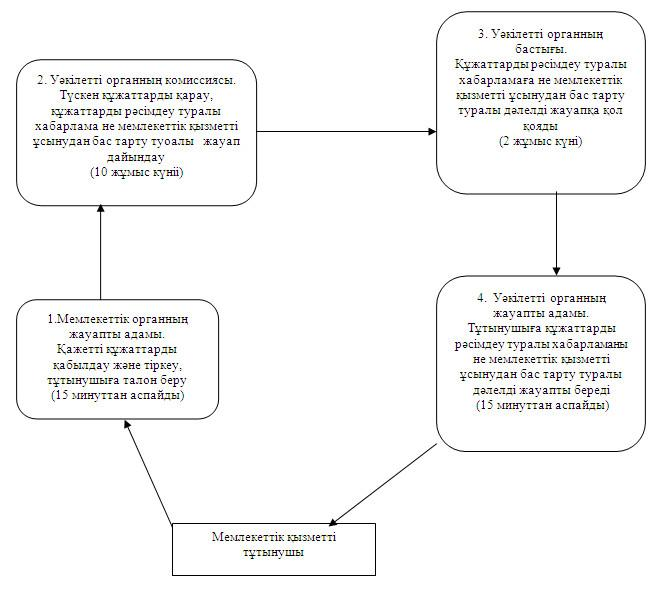 1.Мемлекеттік органның
жауапты адамы.
Қажетті құжаттарды
қабылдау және тіркеу,
тұтынушыға талон беру
(15 минуттан аспайды)
2. Уәкілетті органның комиссиясы.
Түскен құжаттарды қарау,
құжаттарды рәсімдеу туралы
хабарлама не мемлекеттік қызметті
ұсынудан бас тарту туоалы жауап
дайындау
(10 жұмыс күніі)
3. Уәкілетті органның
бастығы.
Құжаттарды рәсімдеу туралы
хабарламаға не мемлекеттік
қызметті ұсынудан бас тарту
туралы дәлелді жауапқа қол
қояды
(2 жұмыс күні)
4. Уәкілетті органның
жауапты адамы.
Тұтынушыға құжаттарды
рәсімдеу туралы хабарламаны
не мемлекеттік қызметті
ұсынудан бас тарту туралы
дәлелді жауапты береді
(15 минуттан аспайды)
Мемлекеттік қызметті
тұтынушы